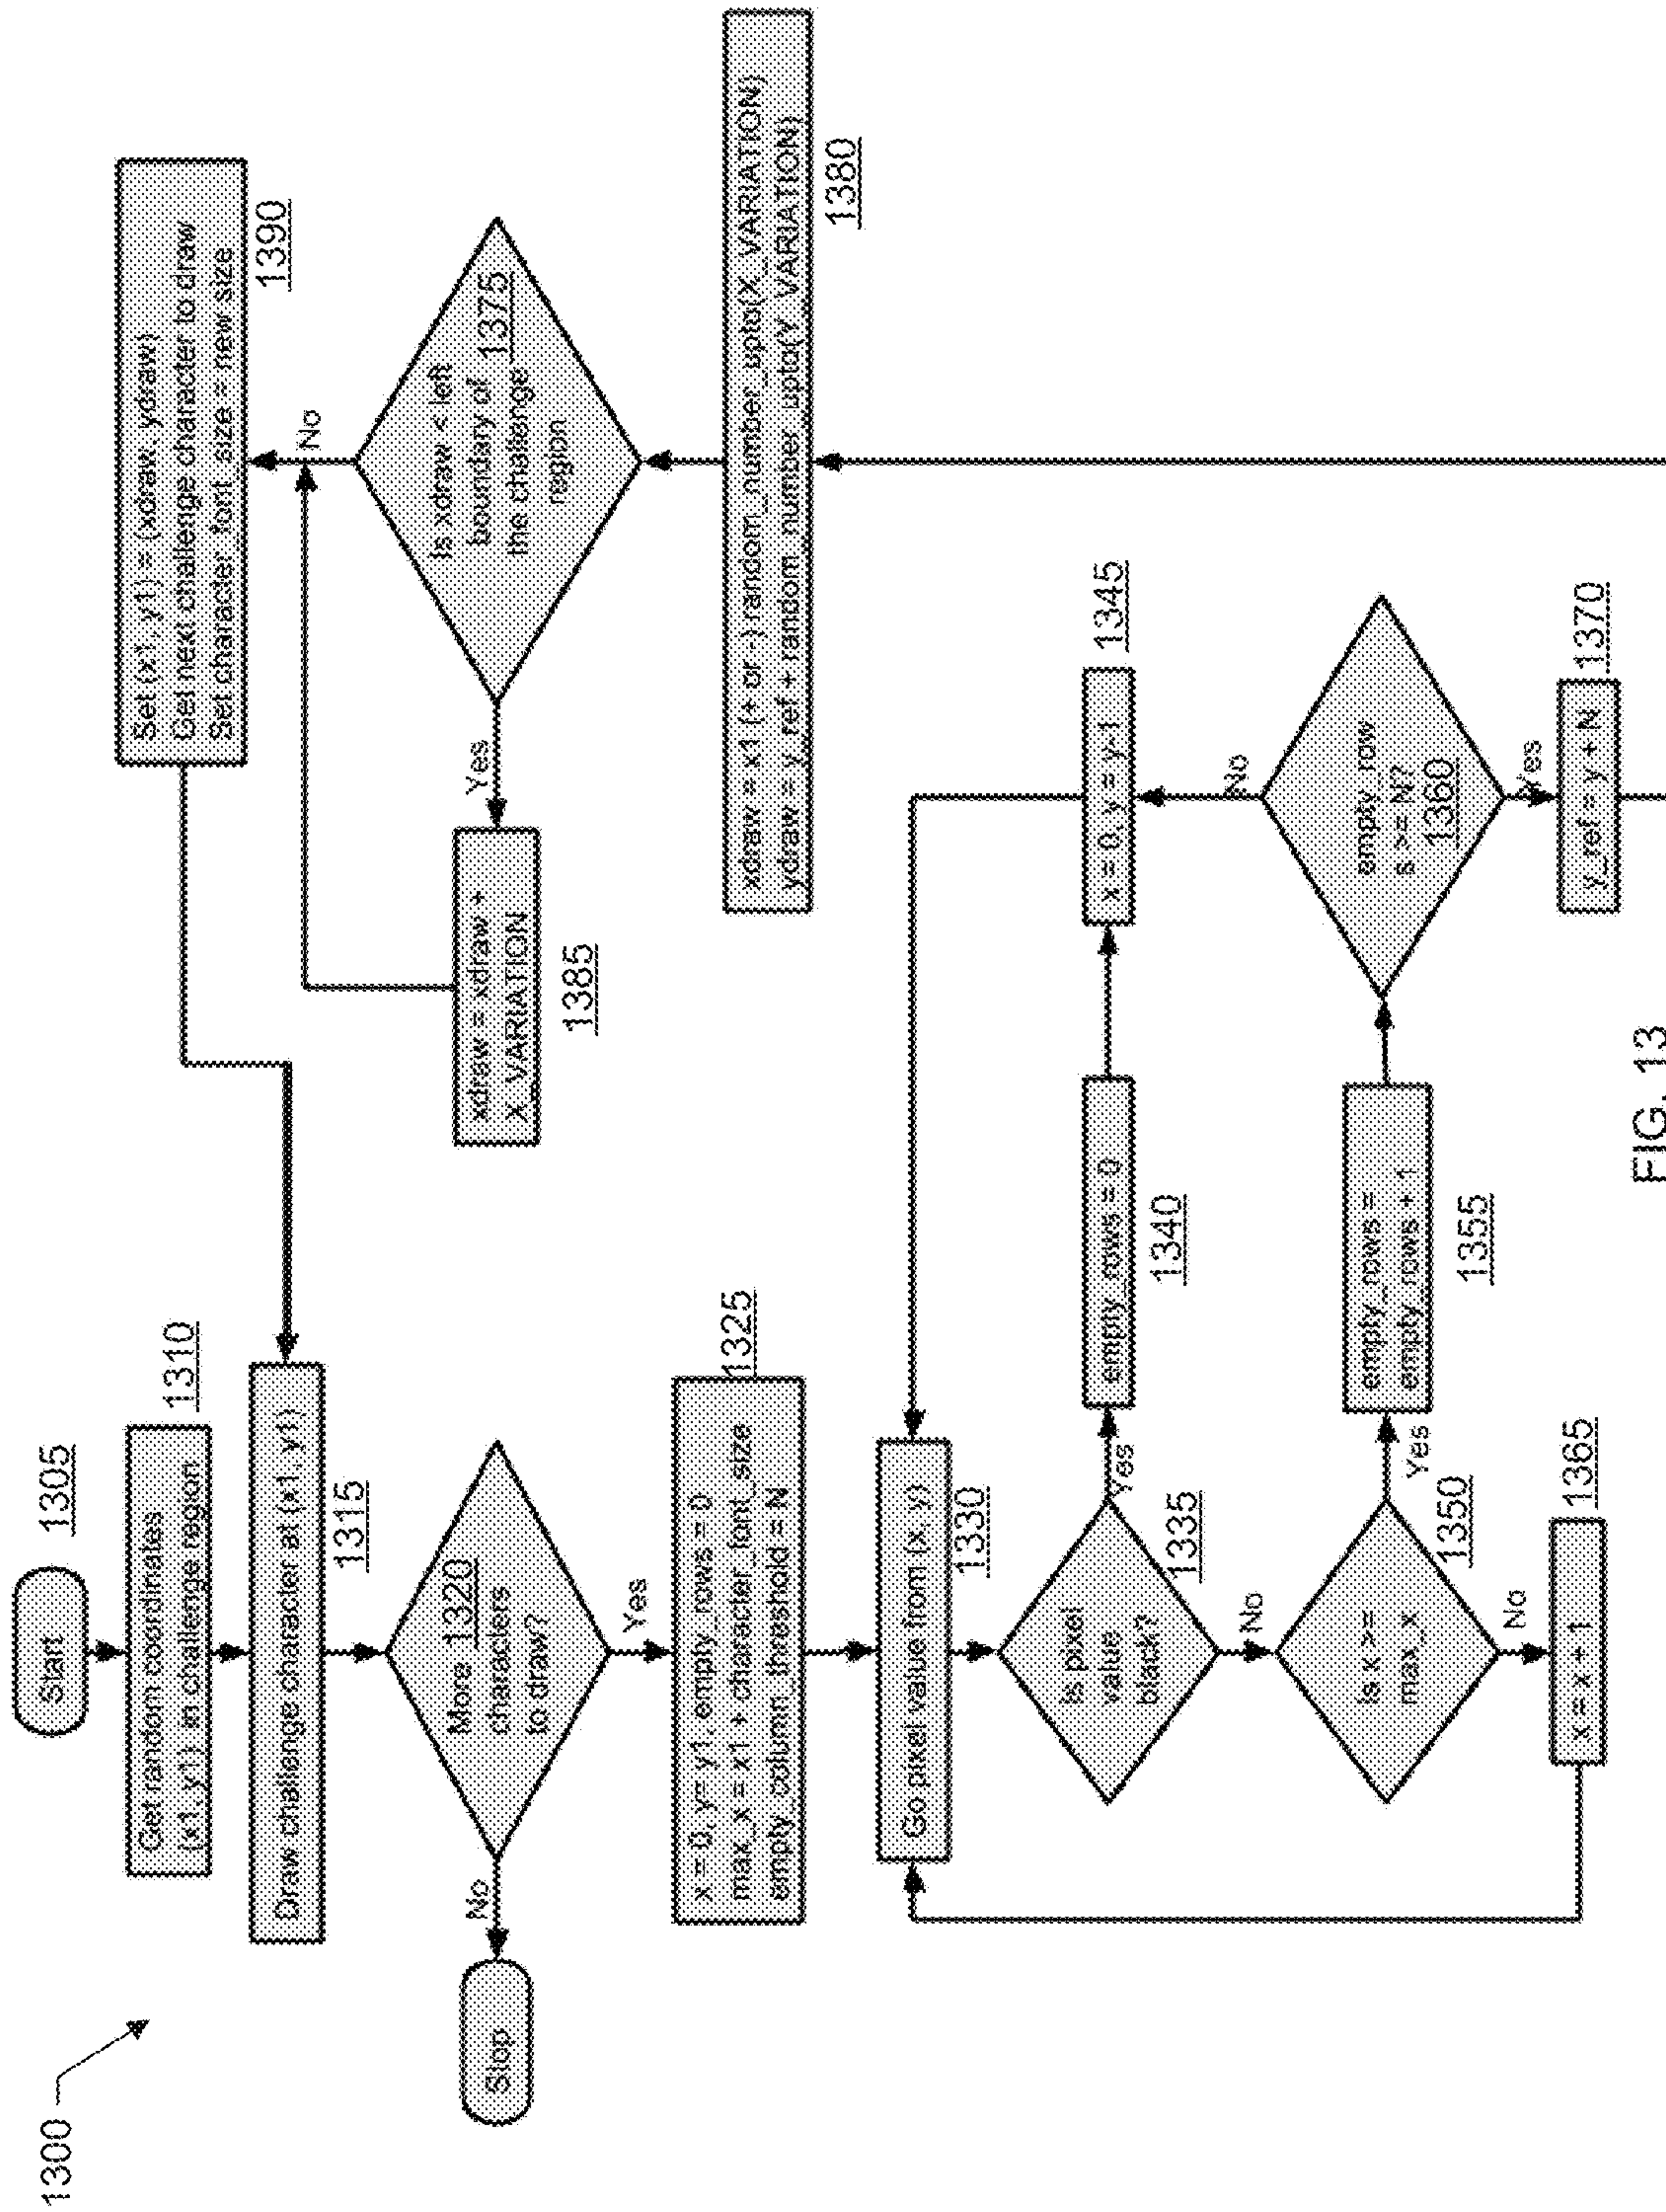 1300
Start
1305
Get random coordinates
(x1, y1) in challenge region
1310
Draw challenge character at (x1, y1)
1315
More
1320
characters
to draw?
No
Stop
Yes
x = 0, y= y1, empty_rows = 0
max_x = x1 + character_font_size
empty_column_threshold = N
1325
Go pixel value from (x, y)
1330
Is pixel
value
black?
1335
Yes
No
empty_rows = 0
1340
x = 0, y = y-1
1345
Is x >=
max_x
1350
Yes
No
empty_rows =
empty_rows + 1
1355
empty_row
s >= N?
1360
No
Yes
x = x + 1
1365
y_ref = y + N
1370
xdraw = x1 (+ or -) random_number_upto(X_VARIATION)
ydraw = y_ref + random_number_upto(Y_VARIATION)
1380
Is xdraw < left
boundary of
1375
the challenge
region
Yes
No
xdraw = xdraw +
X_VARIATION
1385
Set (x1, y1) = (xdraw, ydraw)
Get next challenge character to draw
Set character_font_size = new size
1390
FIG. 13